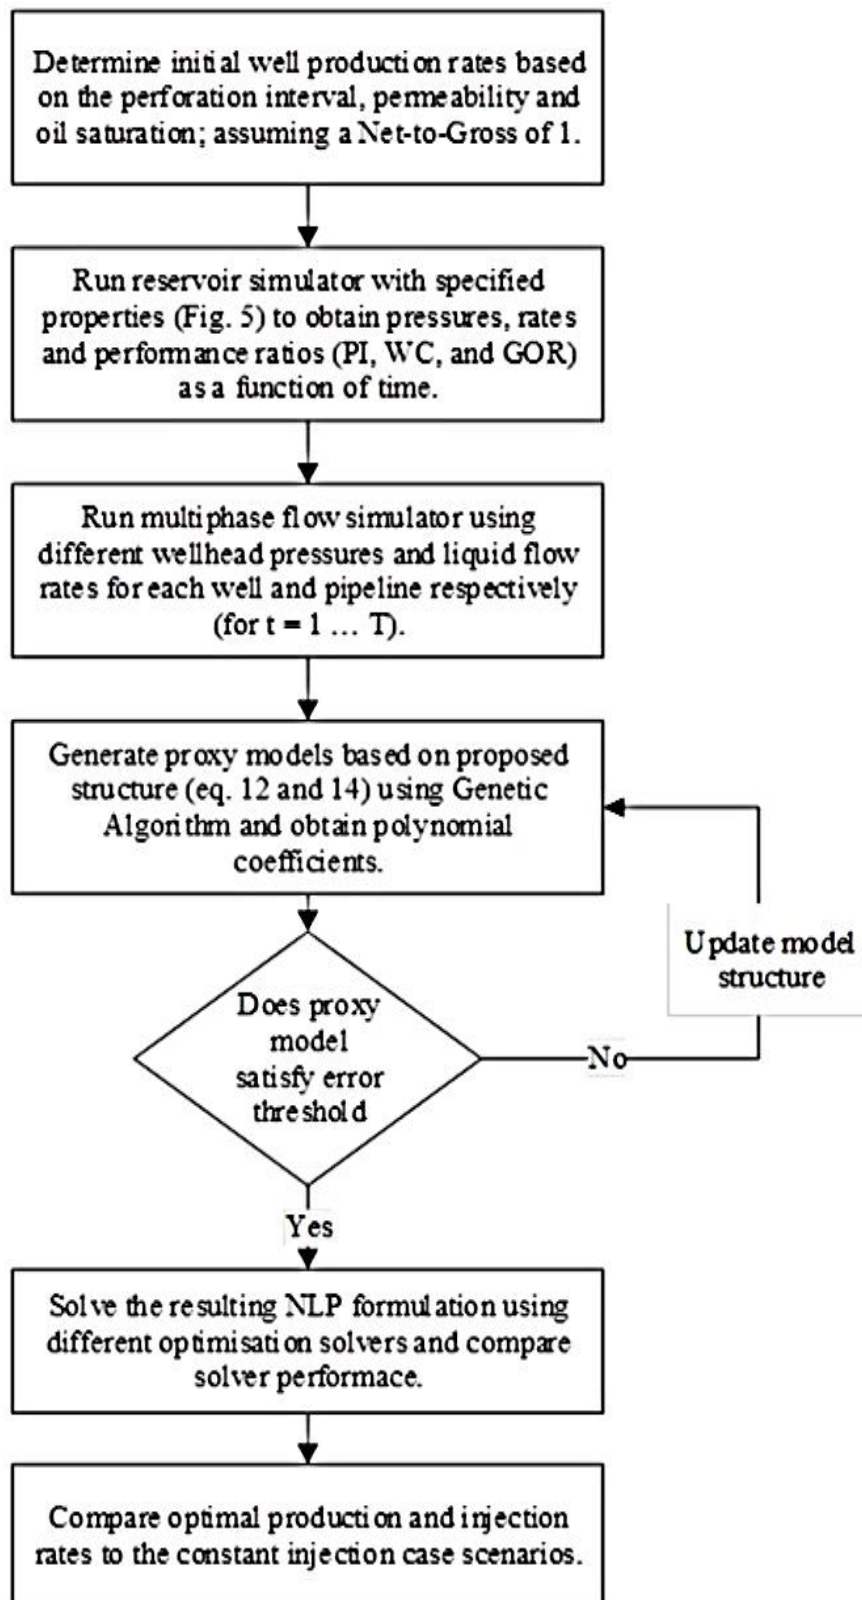 Determine initial well production rates based
on the perforation interval, permeability and
oil saturation; assuming a Net-to-Gross of 1.
Run reservoir simulator with specified
properties (Fig. 5) to obtain pressures, rates
and performance ratios (PI, WC, and GOR)
as a function of time.
Run multiphase flow simulator using
different wellhead pressures and liquid flow
rates for each well and pipeline respectively
(for t = 1 ... T).
Generate proxy models based on proposed
structure (eq. 12 and 14) using Genetic
Algorithm and obtain polynomial
coefficients.
Update model
structure
Does proxy
model
satisfy error
threshold
No
Yes
Solve the resulting NLP formulation using
different optimisation solvers and compare
solver performace.
Compare optimal production and injection
rates to the constant injection case scenarios.